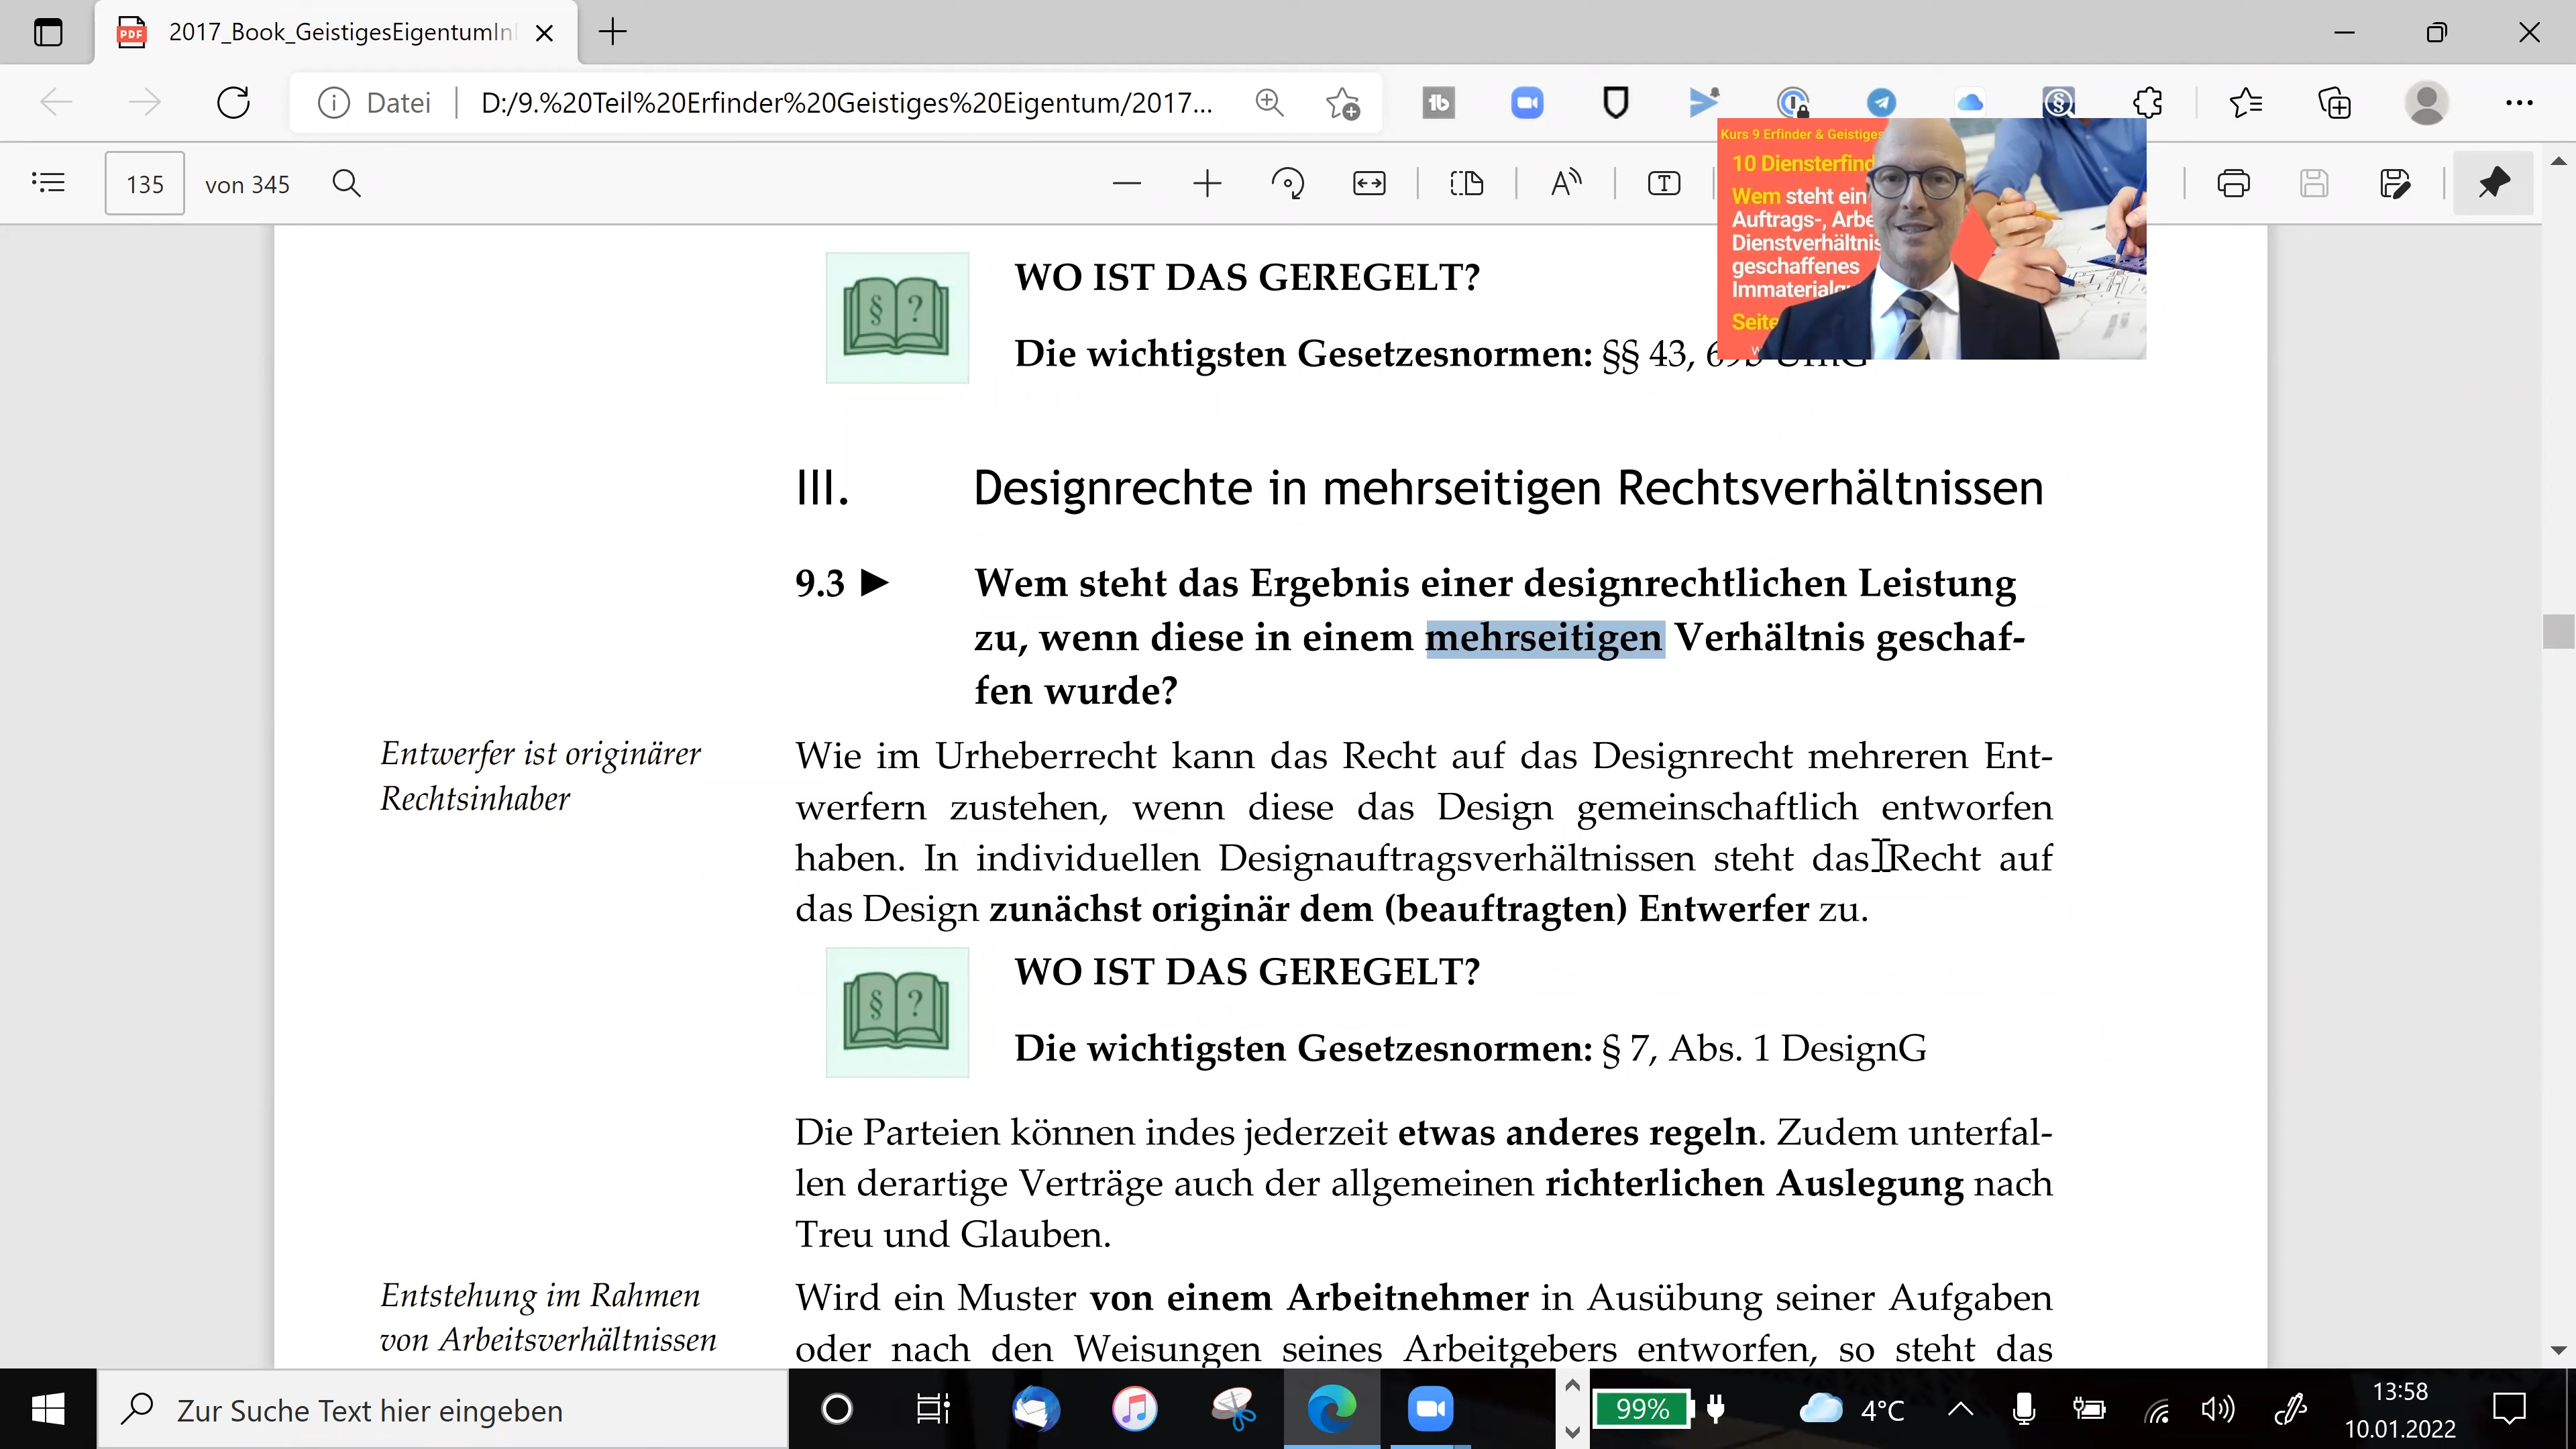 2017_Book_GeistigesEigentumIn
Datei
D:/9.%20Teil%20Erfinder%20Geistiges%20Eigentum/2017...
135 von 345
Kurs 9 Erfinder & Geistiges
10 Diensterfind
Wem steht ein
Auftrags-, Arbe
Dienstverhältnis
geschaffenes
Immaterialg
Seite
WO IST DAS GEREGELT?
Die wichtigsten Gesetzesnormen: §§ 43, 69b UrhG
III. Designrechte in mehrseitigen Rechtsverhältnissen
9.3 ► Wem steht das Ergebnis einer designrechtlichen Leistung
zu, wenn diese in einem mehrseitigen Verhältnis geschaf-
fen wurde?
Entwerfer ist originärer
Rechtsinhaber
Wie im Urheberrecht kann das Recht auf das Designrecht mehreren Ent-
werfern zustehen, wenn diese das Design gemeinschaftlich entworfen
haben. In individuellen Designauftragsverhältnissen steht das Recht auf
das Design zunächst originär dem (beauftragten) Entwerfer zu.
§ ?
WO IST DAS GEREGELT?
Die wichtigsten Gesetzesnormen: § 7, Abs. 1 DesignG
Die Parteien können indes jederzeit etwas anderes regeln. Zudem unterfal-
len derartige Verträge auch der allgemeinen richterlichen Auslegung nach
Treu und Glauben.
Entstehung im Rahmen
von Arbeitsverhältnissen
Wird ein Muster von einem Arbeitnehmer in Ausübung seiner Aufgaben
oder nach den Weisungen seines Arbeitgebers entworfen, so steht das
Zur Suche Text hier eingeben
99%
4°C
13:58
10.01.2022